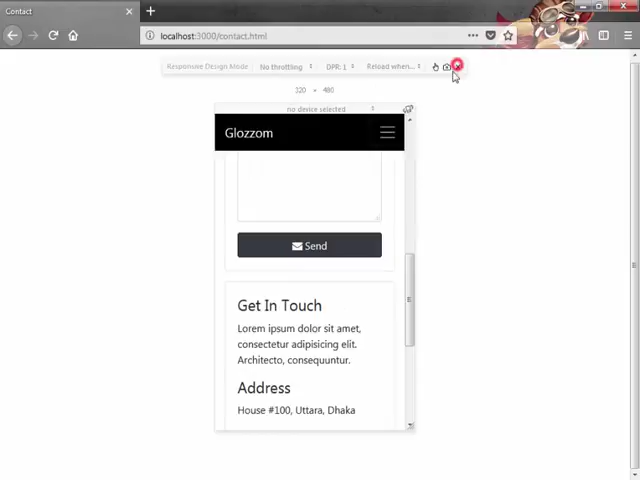 Contact
localhost:3000/contact.html
Responsive Design Mode
No throttling
DPR: 1
Reload when...
320 × 480
no device selected
Glozzom
Send
Get In Touch
Lorem ipsum dolor sit amet,
consectetur adipisicing elit.
Architecto, consequuntur.
Address
House #100, Uttara, Dhaka